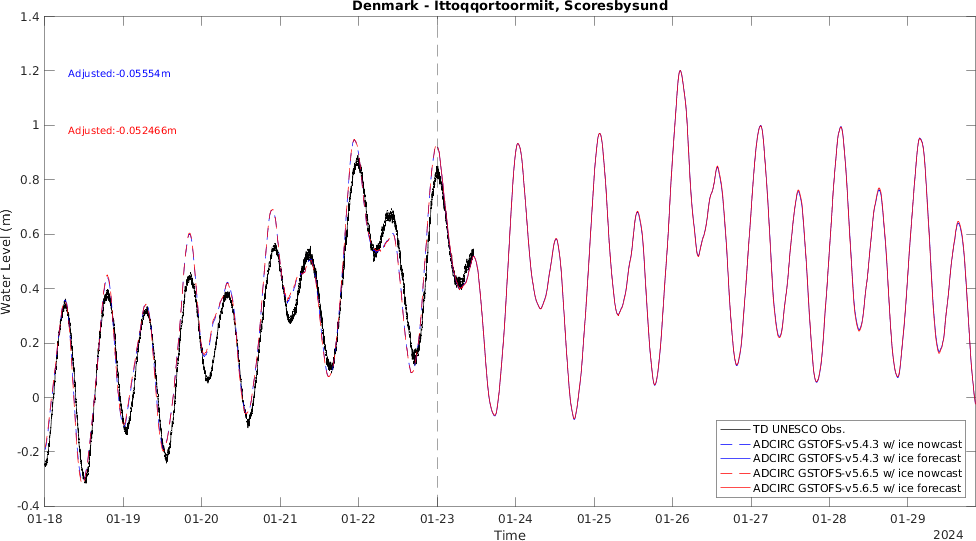 Denmark - Ittoqqortoormiit, Scoresbysund
1.4
1.2
1
0.8
0.6
0.4
0.2
0
-0.2
-0.4
Water Level (m)
Adjusted:-0.05554m
Adjusted:-0.052466m
TD UNESCO Obs.
ADCIRC GSTOFS-v5.4.3 w/ ice nowcast
ADCIRC GSTOFS-v5.4.3 w/ ice forecast
ADCIRC GSTOFS-v5.6.5 w/ ice nowcast
ADCIRC GSTOFS-v5.6.5 w/ ice forecast
01-18 01-19 01-20 01-21 01-22 01-23 01-24 01-25 01-26 01-27 01-28 01-29
Time
2024